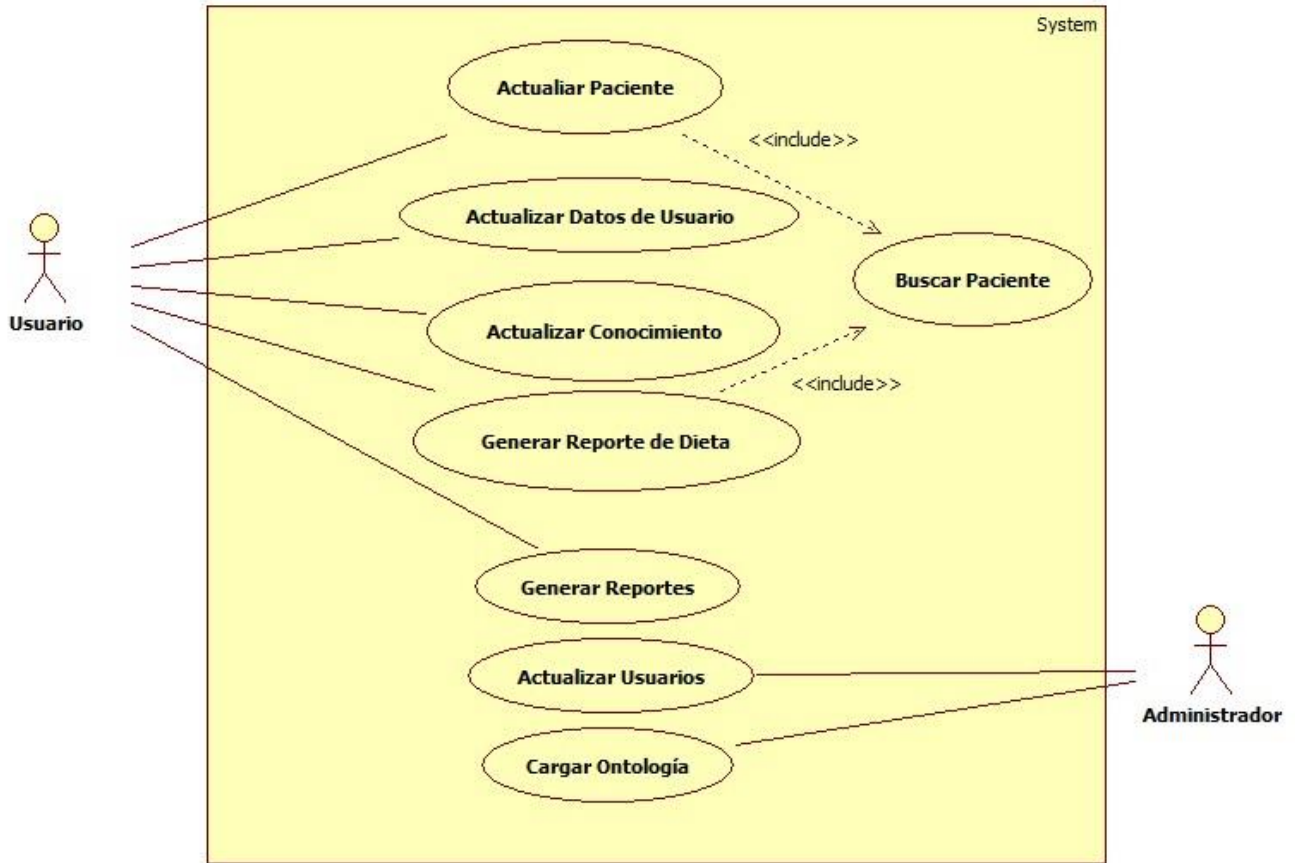 System
Actualiar Paciente
<<include>>
Actualizar Datos de Usuario
Buscar Paciente
Usuario
Actualizar Conocimiento
<<include>>
Generar Reporte de Dieta
Generar Reportes
Actualizar Usuarios
Administrador
Cargar Ontología